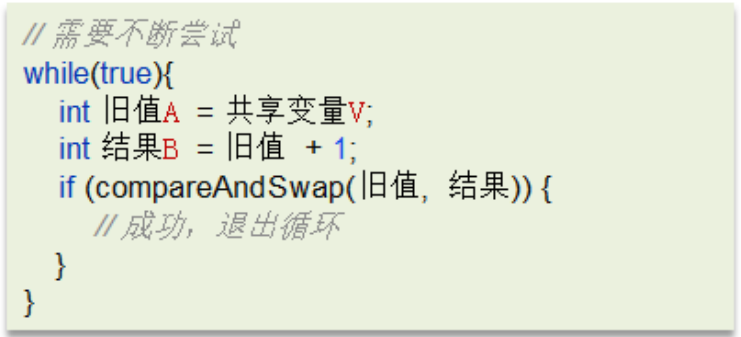 // 需要不断尝试
while(true){
int 旧值A = 共享变量V;
int 结果B = 旧值 + 1;
if (compareAndSwap(旧值, 结果)) {
// 成功，退出循环
}
}